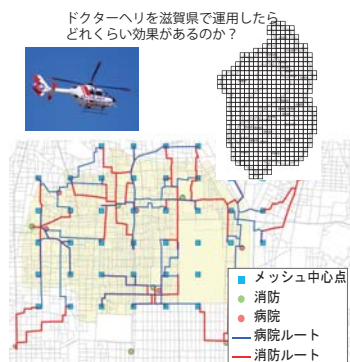 ドクターヘリを滋賀県で運用したら
どれくらい効果があるのか？
メッシュ中心点
消防
病院
病院ルート
消防ルート